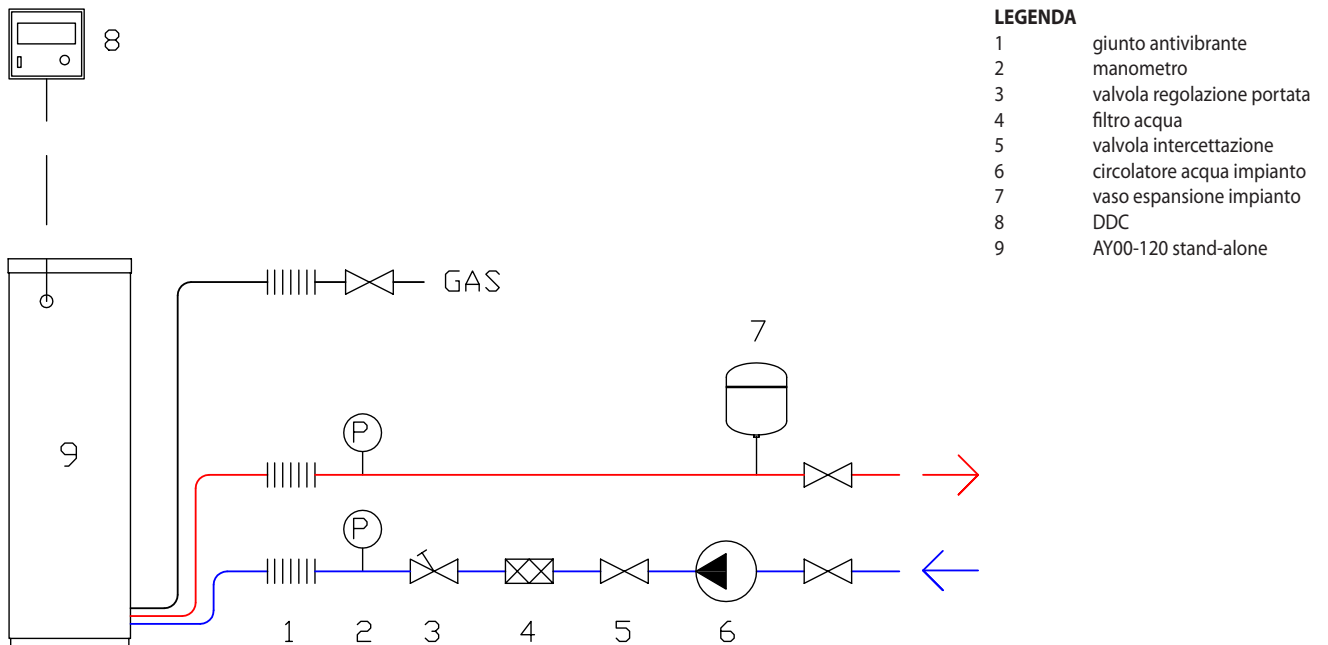 8
LEGENDA
1 giunto antivibrante
2 manometro
3 valvola regolazione portata
4 filtro acqua
5 valvola intercettazione
6 circolatore acqua impianto
7 vaso espansione impianto
8 DDC
9 AY00-120 stand-alone
GAS
7
P
9
P
1 2 3 4 5 6